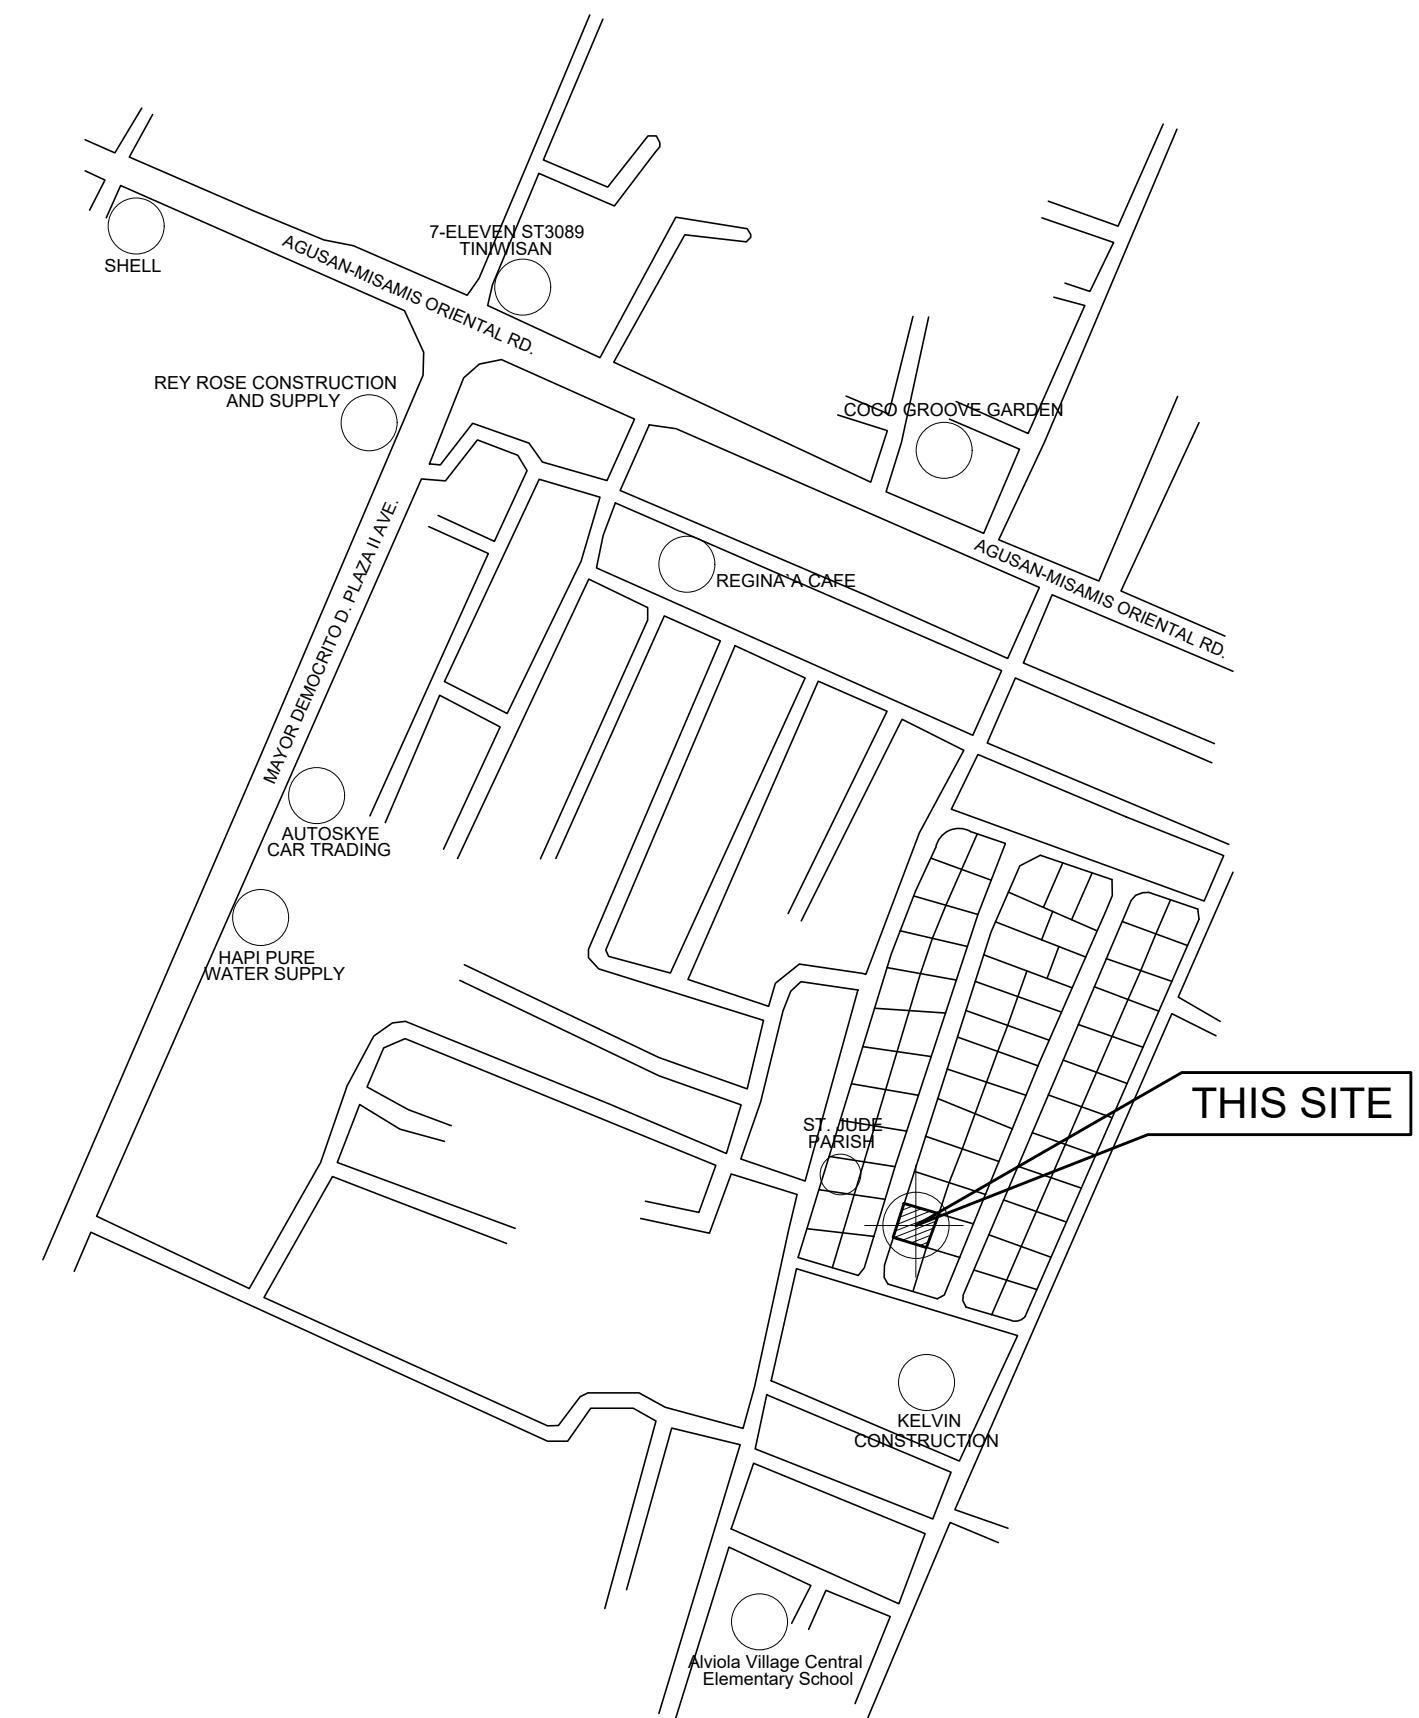 7-ELEVEN ST3089
TINIWISAN
SHELL
AGUSAN-MISAMIS ORIENTAL RD.
REY ROSE CONSTRUCTION
AND SUPPLY
COCO GROOVE GARDEN
AGUSAN-MISAMIS ORIENTAL RD.
REGINA`A CAFE
MAYOR DEMOCRITO D. PLAZA II AVE.
AUTOSKYE
CAR TRADING
HAPI PURE
WATER SUPPLY
THIS SITE
ST. JUDE
PARISH
KELVIN
CONSTRUCTION
Alviola Village Central
Elementary School